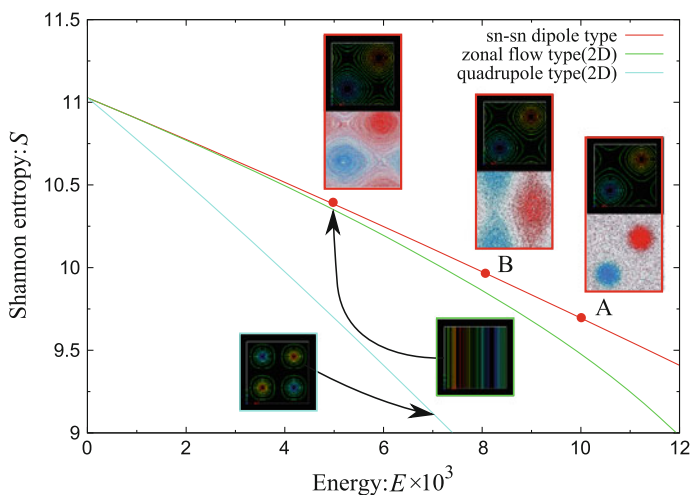 sn-sn dipole type
zonal flow type(2D)
quadrupole type(2D)
Shannon entropy: S
11.5
11
10.5
10
9.5
9
B
A
0
2
4
6
8
10
12
Energy: E×10³